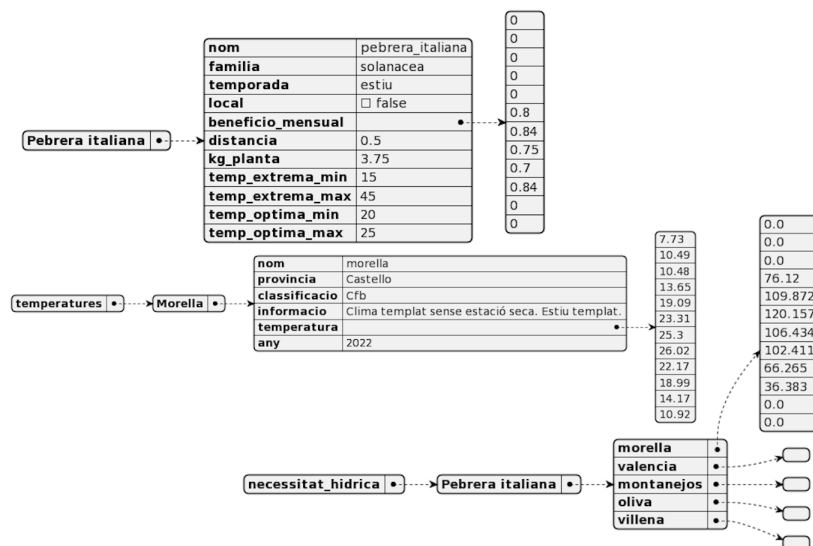 Pebrera italiana
nom pebrera_italiana
familia solanacea
temporada estiu
local ☐ false
beneficio_mensual
distancia 0.5
kg_planta 3.75
temp_extrema_min 15
temp_extrema_max 45
temp_optima_min 20
temp_optima_max 25
0
0
0
0
0
0.8
0.84
0.75
0.7
0.84
0
0
temperatures
Morella
nom morella
provincia Castello
classificacio Cfb
informacio Clima templat sense estació seca. Estiu templat.
temperatura
any 2022
7.73
10.49
10.48
13.65
19.09
23.31
25.3
26.02
22.17
18.99
14.17
10.92
necessitat_hidrica
Pebrera italiana
morella
valencia
montanejos
oliva
villena
0.0
0.0
0.0
76.12
109.872
120.157
106.434
102.411
66.265
36.383
0.0
0.0